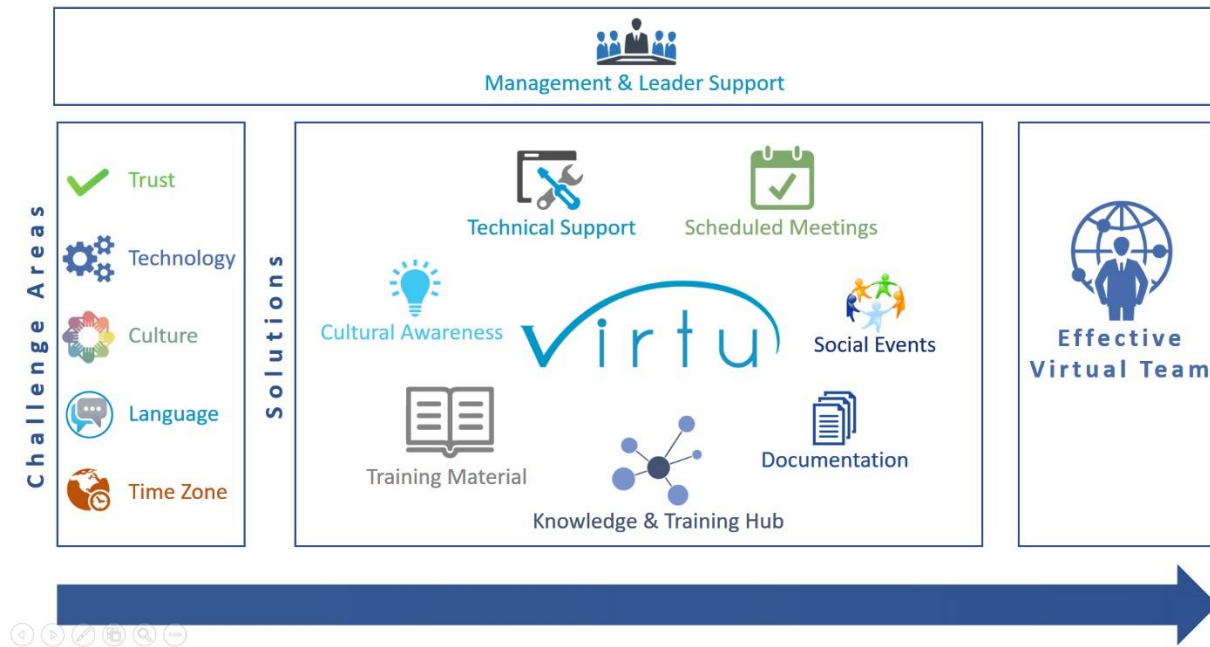 Management & Leader Support
Challenge Areas
Trust
Technology
Culture
Language
Time Zone
Solutions
Technical Support
Scheduled Meetings
Cultural Awareness
Virtu
Social Events
Training Material
Documentation
Knowledge & Training Hub
Effective
Virtual Team